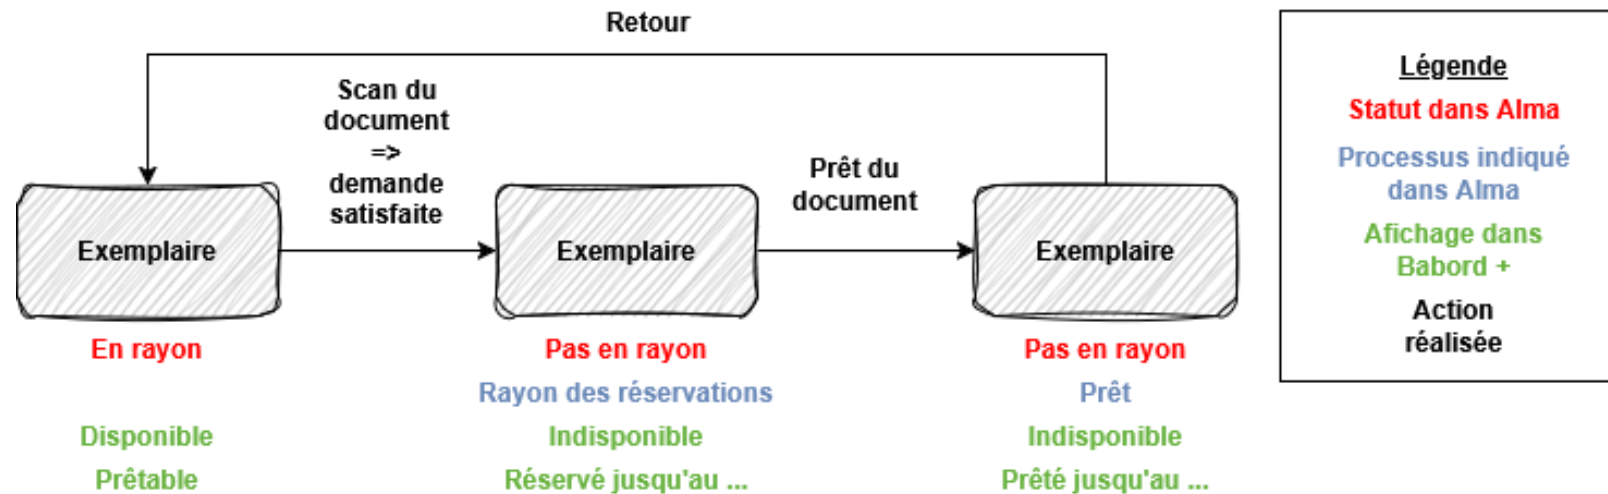 Retour
Scan du
document
=>
demande
satisfaite
Prêt du
document
Exemplaire
Exemplaire
Exemplaire
En rayon
Pas en rayon
Pas en rayon
Rayon des réservations
Prêt
Disponible
Indisponible
Indisponible
Prêtable
Réservé jusqu'au ...
Prêté jusqu'au ...
Légende
Statut dans Alma
Processus indiqué
dans Alma
Afichage dans
Babord +
Action
réalisée